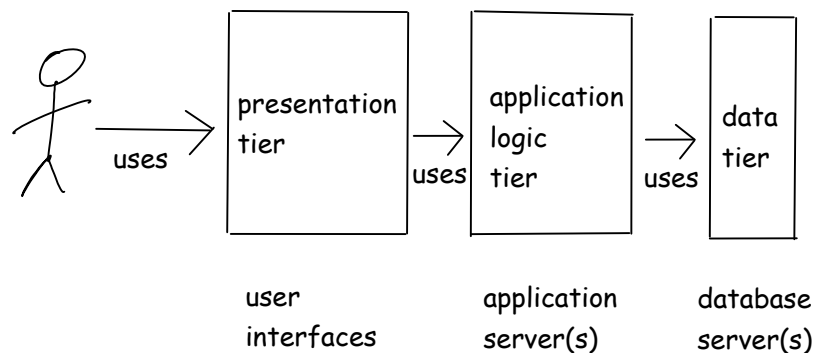 presentation
tier
application
logic
tier
data
tier
uses
uses
uses
user
interfaces
application
server(s)
database
server(s)